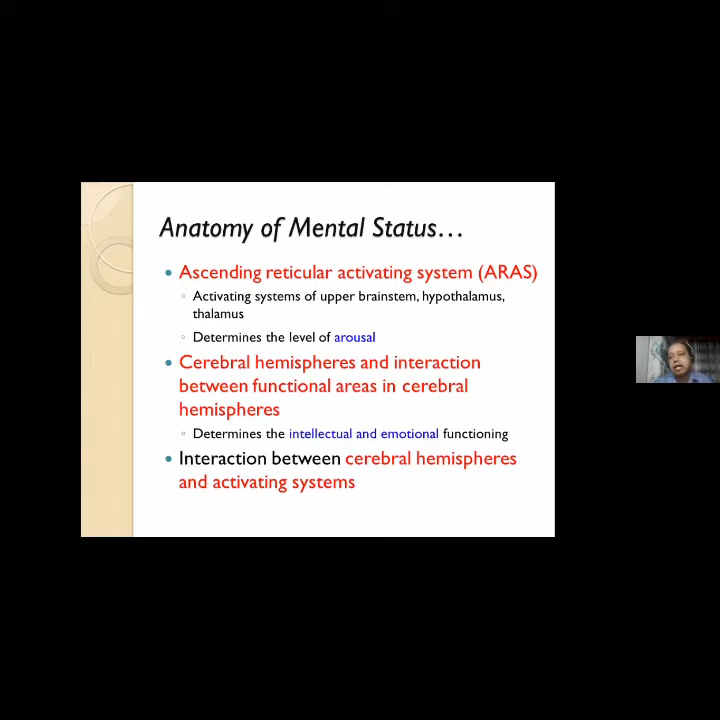 Anatomy of Mental Status…
Ascending reticular activating system (ARAS)
Activating systems of upper brainstem, hypothalamus,
thalamus
Determines the level of arousal
Cerebral hemispheres and interaction
between functional areas in cerebral
hemispheres
Determines the intellectual and emotional functioning
Interaction between cerebral hemispheres
and activating systems